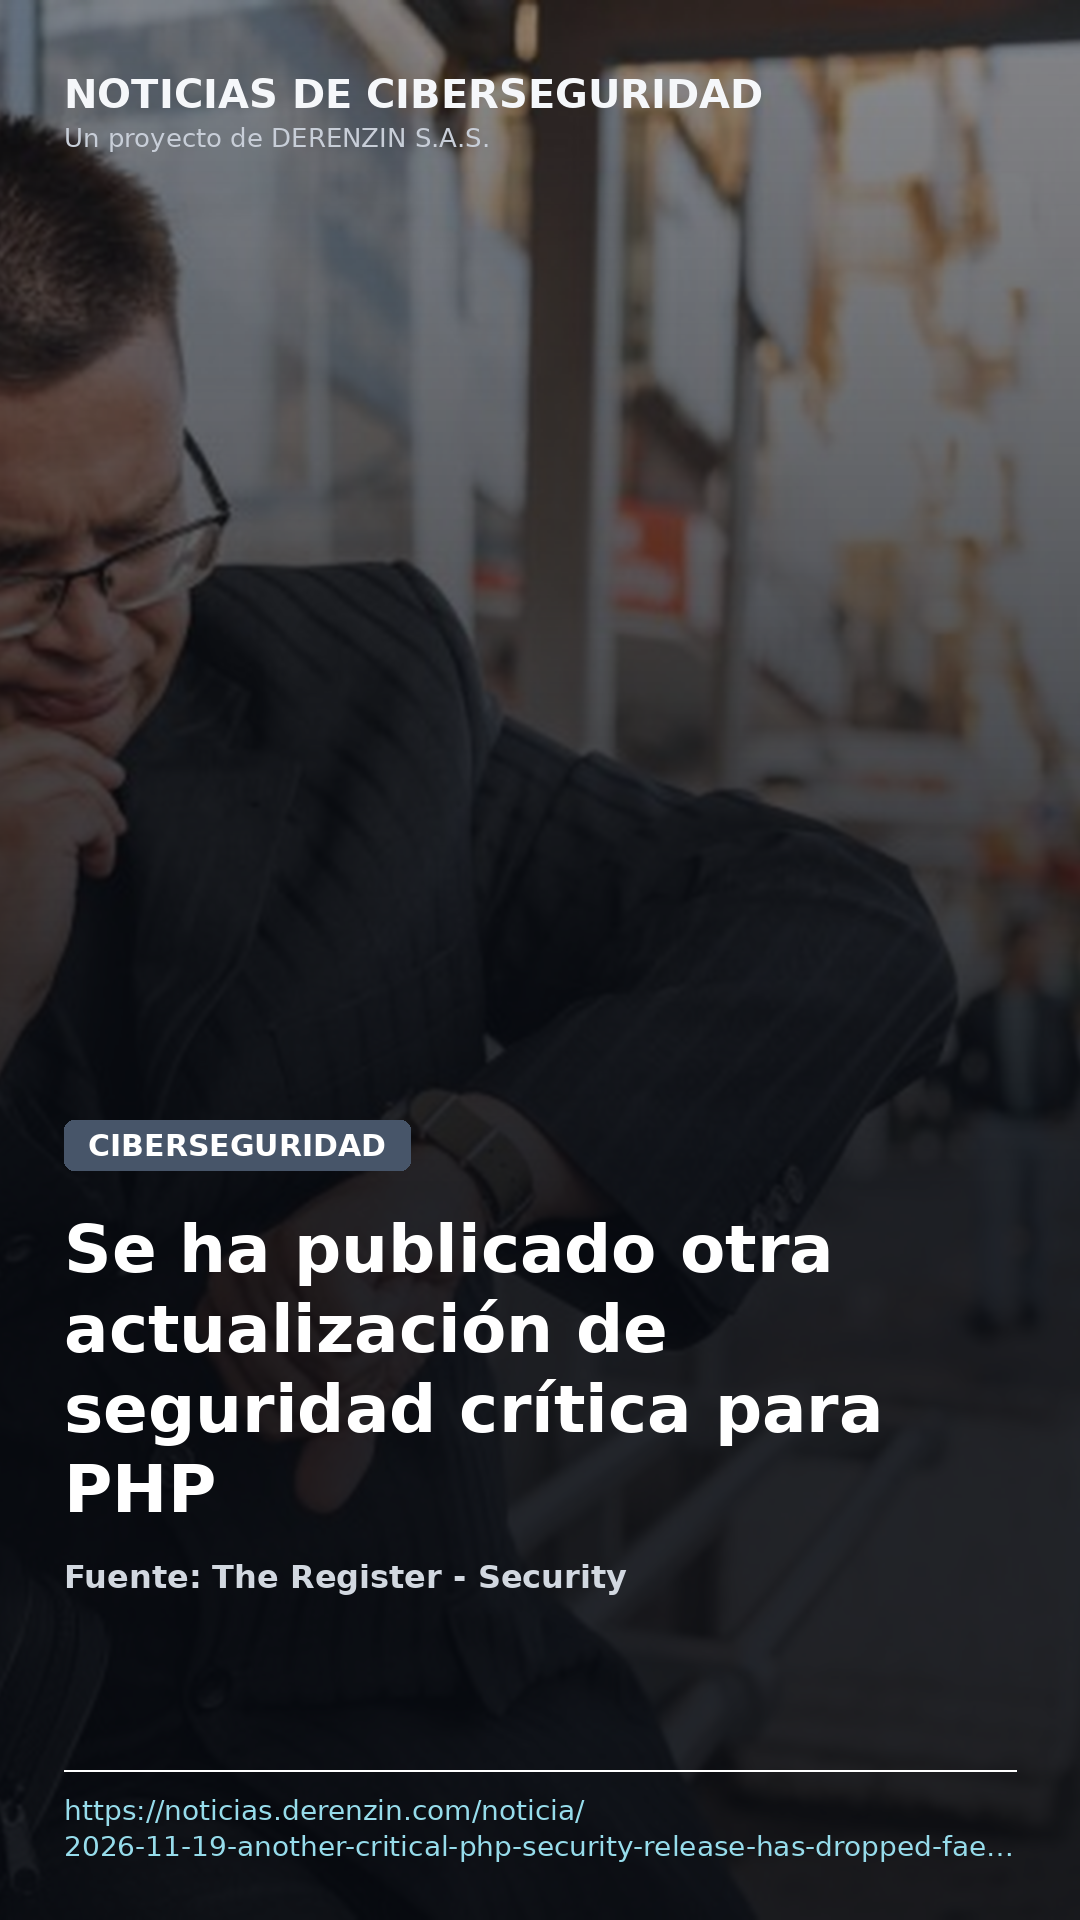 NOTICIAS DE CIBERSEGURIDAD
Un proyecto de DERENZIN S.A.S.
CIBERSEGURIDAD
Se ha publicado otra
actualización de
seguridad crítica para
PHP
Fuente: The Register - Security
https://noticias.derenzin.com/noticia/
2026-11-19-another-critical-php-security-release-has-dropped-fae…